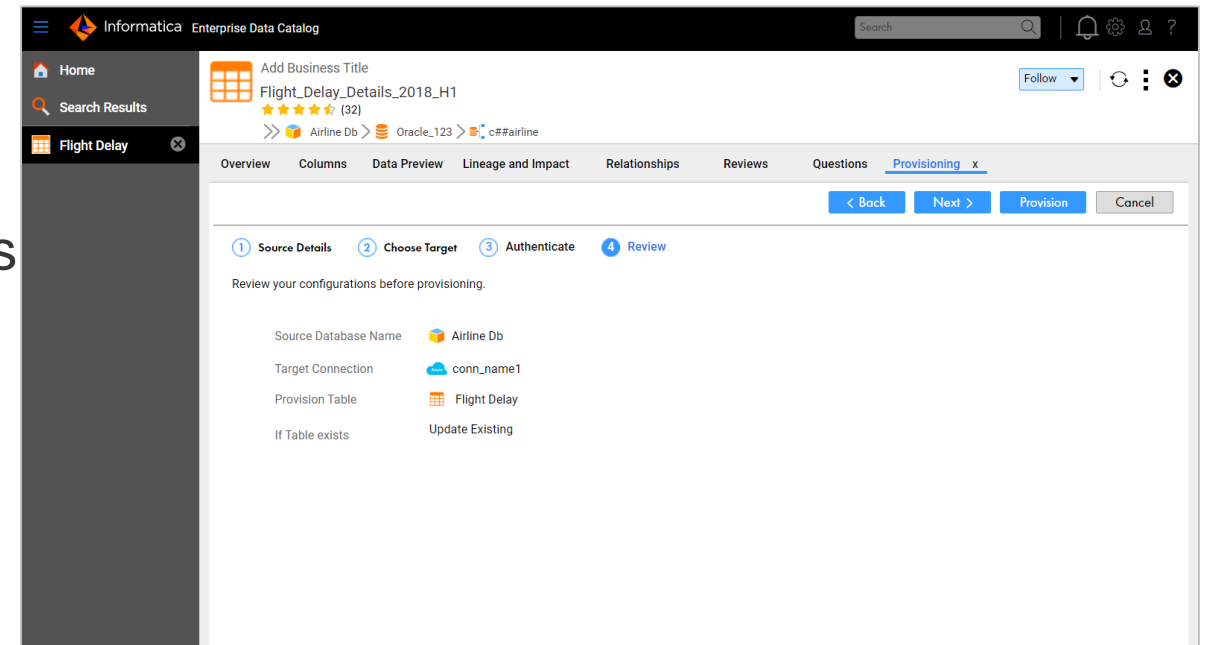 Informatica Enterprise Data Catalog
Search
?
Home
Search Results
Flight Delay
s
Add Business Title
Flight_Delay_Details_2018_H1
(32)
Airline Db > Oracle_123 > c##airline
Follow
Overview Columns Data Preview Lineage and Impact Relationships Reviews Questions Provisioning x
< Back Next > Provision Cancel
1 Source Details 2 Choose Target 3 Authenticate 4 Review
Review your configurations before provisioning.
Source Database Name Airline Db
Target Connection conn_name1
Provision Table Flight Delay
If Table exists Update Existing